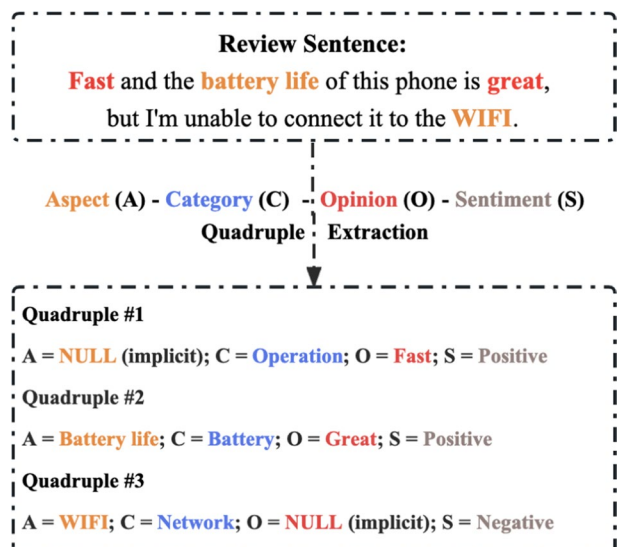 Review Sentence:
Fast and the battery life of this phone is great,
but I'm unable to connect it to the WIFI.
Aspect (A) - Category (C) - Opinion (O) - Sentiment (S)
Quadruple Extraction
Quadruple #1
A = NULL (implicit); C = Operation; O = Fast; S = Positive
Quadruple #2
A = Battery life; C = Battery; O = Great; S = Positive
Quadruple #3
A = WIFI; C = Network; O = NULL (implicit); S = Negative